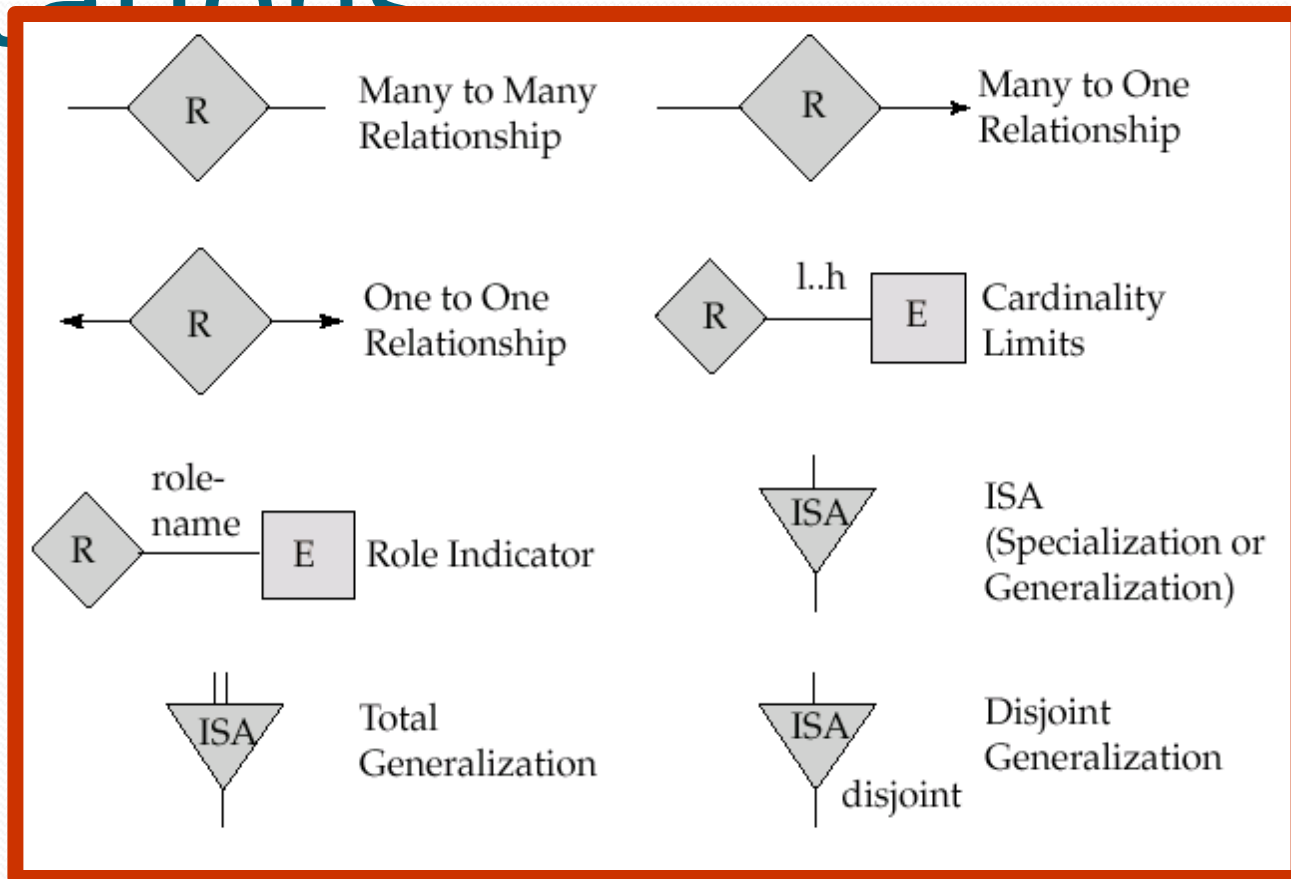 R
Many to Many
Relationship
R
Many to One
Relationship
R
One to One
Relationship
R
l..h
E
Cardinality
Limits
R
role-
name
E
Role Indicator
ISA
ISA
(Specialization or
Generalization)
ISA
Total
Generalization
ISA
disjoint
Disjoint
Generalization